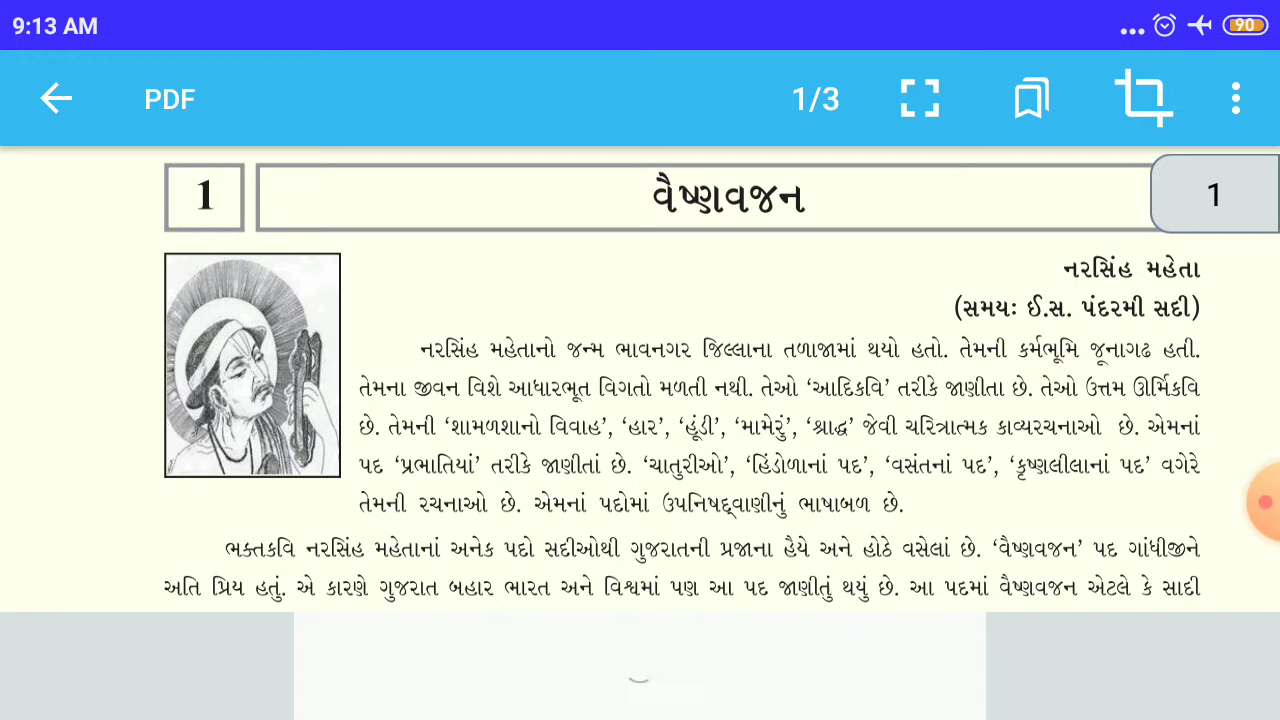 9:13 AM
90
PDF
1/3
1
વૈષ્ણવજન
1
નરસિંહ મહેતા
(સમયઃ ઈ.સ. પંદરમી સદી)
નરસિંહ મહેતાનો જન્મ ભાવનગર જિલ્લાના તળાજામાં થયો હતો. તેમની કર્મભૂમિ જૂનાગઢ હતી.
તેમના જીવન વિશે આધારભૂત વિગતો મળતી નથી. તેઓ ‘આદિકવિ’ તરીકે જાણીતા છે. તેઓ ઉત્તમ ઊર્મિકવિ
છે. તેમની ‘શામળશાનો વિવાહ’, ‘હાર’, ‘હૂંડી’, ‘મામેરું’, ‘શ્રાદ્ધ’ જેવી ચરિત્રાત્મક કાવ્યરચનાઓ છે. એમનાં
પદ ‘પ્રભાતિયાં’ તરીકે જાણીતાં છે. ‘ચાતુરીઓ’, ‘હિંડોળાનાં પદ’, ‘વસંતનાં પદ’, ‘કૃષ્ણલીલાનાં પદ’ વગેરે
તેમની રચનાઓ છે. એમનાં પદોમાં ઉપનિષદ્‌વાણીનું ભાષાબળ છે.
ભક્તકવિ નરસિંહ મહેતાનાં અનેક પદો સદીઓથી ગુજરાતની પ્રજાના હૈયે અને હોઠે વસેલાં છે. ‘વૈષ્ણવજન’ પદ ગાંધીજીને
અતિ પ્રિય હતું. એ કારણે ગુજરાત બહાર ભારત અને વિશ્વમાં પણ આ પદ જાણીતું થયું છે. આ પદમાં વૈષ્ણવજન એટલે કે સાદી